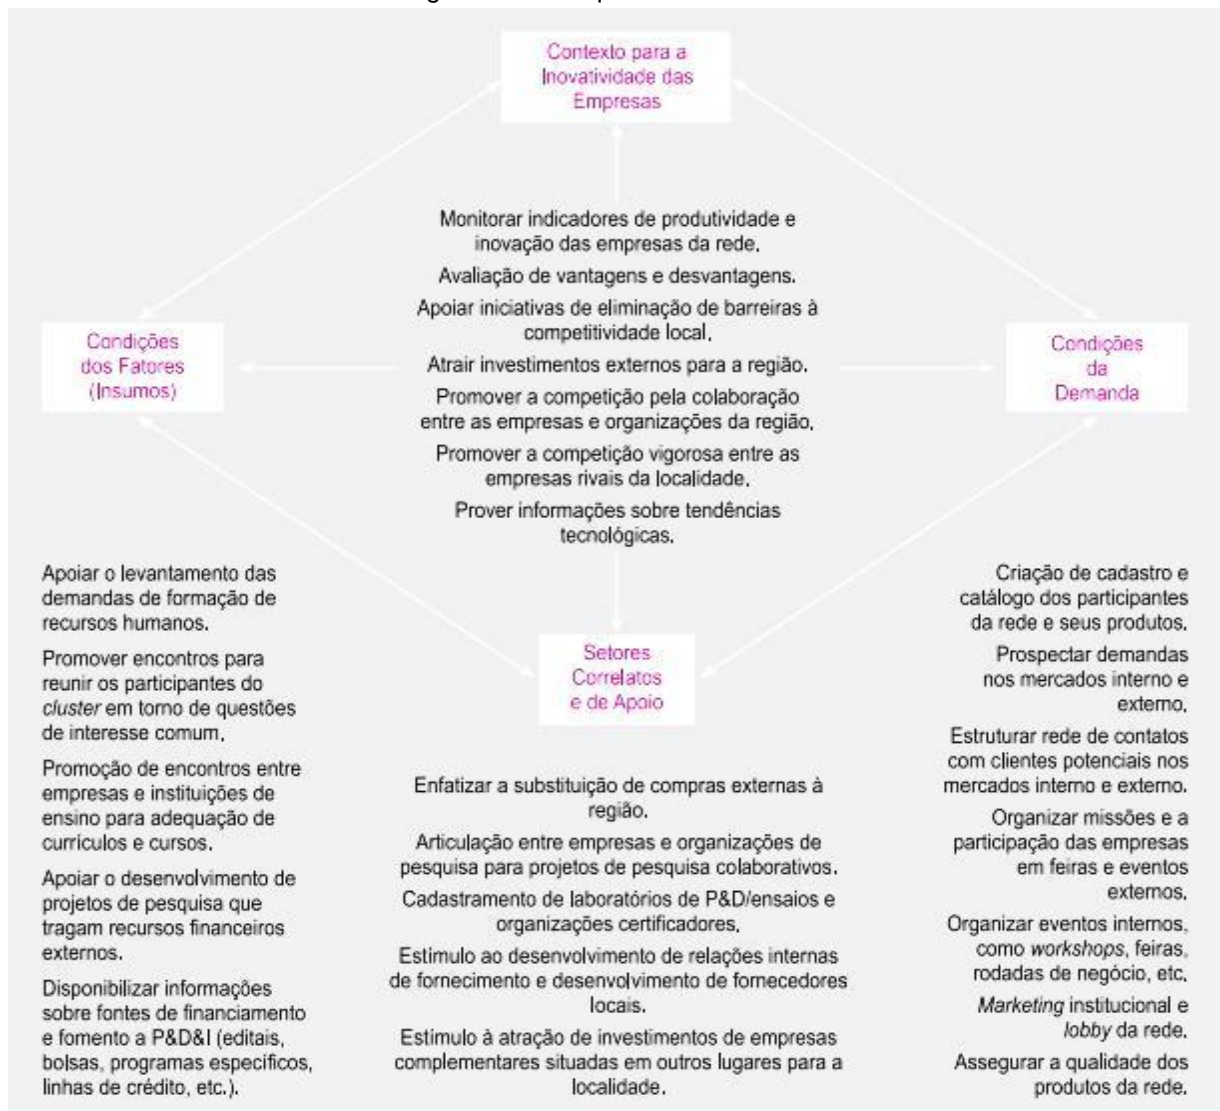 Contexto para a
Inovatividade das
Empresas
Monitorar indicadores de produtividade e
inovação das empresas da rede.
Avaliação de vantagens e desvantagens.
Apoiar iniciativas de eliminação de barreiras à
competitividade local.
Atrair investimentos externos para a região.
Promover a competição pela colaboração
entre as empresas e organizações da região.
Promover a competição vigorosa entre as
empresas rivais da localidade.
Prover informações sobre tendências
tecnológicas.
Condições
dos Fatores
(Insumos)
Condições
da
Demanda
Apoiar o levantamento das
demandas de formação de
recursos humanos.
Promover encontros para
reunir os participantes do
cluster em torno de questões
de interesse comum.
Promoção de encontros entre
empresas e instituições de
ensino para adequação de
currículos e cursos.
Apoiar o desenvolvimento de
projetos de pesquisa que
tragam recursos financeiros
externos.
Disponibilizar informações
sobre fontes de financiamento
e fomento a P&D&I (editais,
bolsas, programas específicos,
linhas de crédito, etc.).
Setores
Correlatos
e de Apoio
Enfatizar a substituição de compras externas à
região.
Articulação entre empresas e organizações de
pesquisa para projetos de pesquisa colaborativos.
Cadastramento de laboratórios de P&D/ensaios e
organizações certificadores.
Estímulo ao desenvolvimento de relações internas
de fornecimento e desenvolvimento de fornecedores
locais.
Estímulo à atração de investimentos de empresas
complementares situadas em outros lugares para a
localidade.
Criação de cadastro e
catálogo dos participantes
da rede e seus produtos.
Prospectar demandas
nos mercados interno e
externo.
Estruturar rede de contatos
com clientes potenciais nos
mercados interno e externo.
Organizar missões e a
participação das empresas
em feiras e eventos
externos.
Organizar eventos internos,
como workshops, feiras,
rodadas de negócio, etc.
Marketing institucional e
lobby da rede.
Assegurar a qualidade dos
produtos da rede.